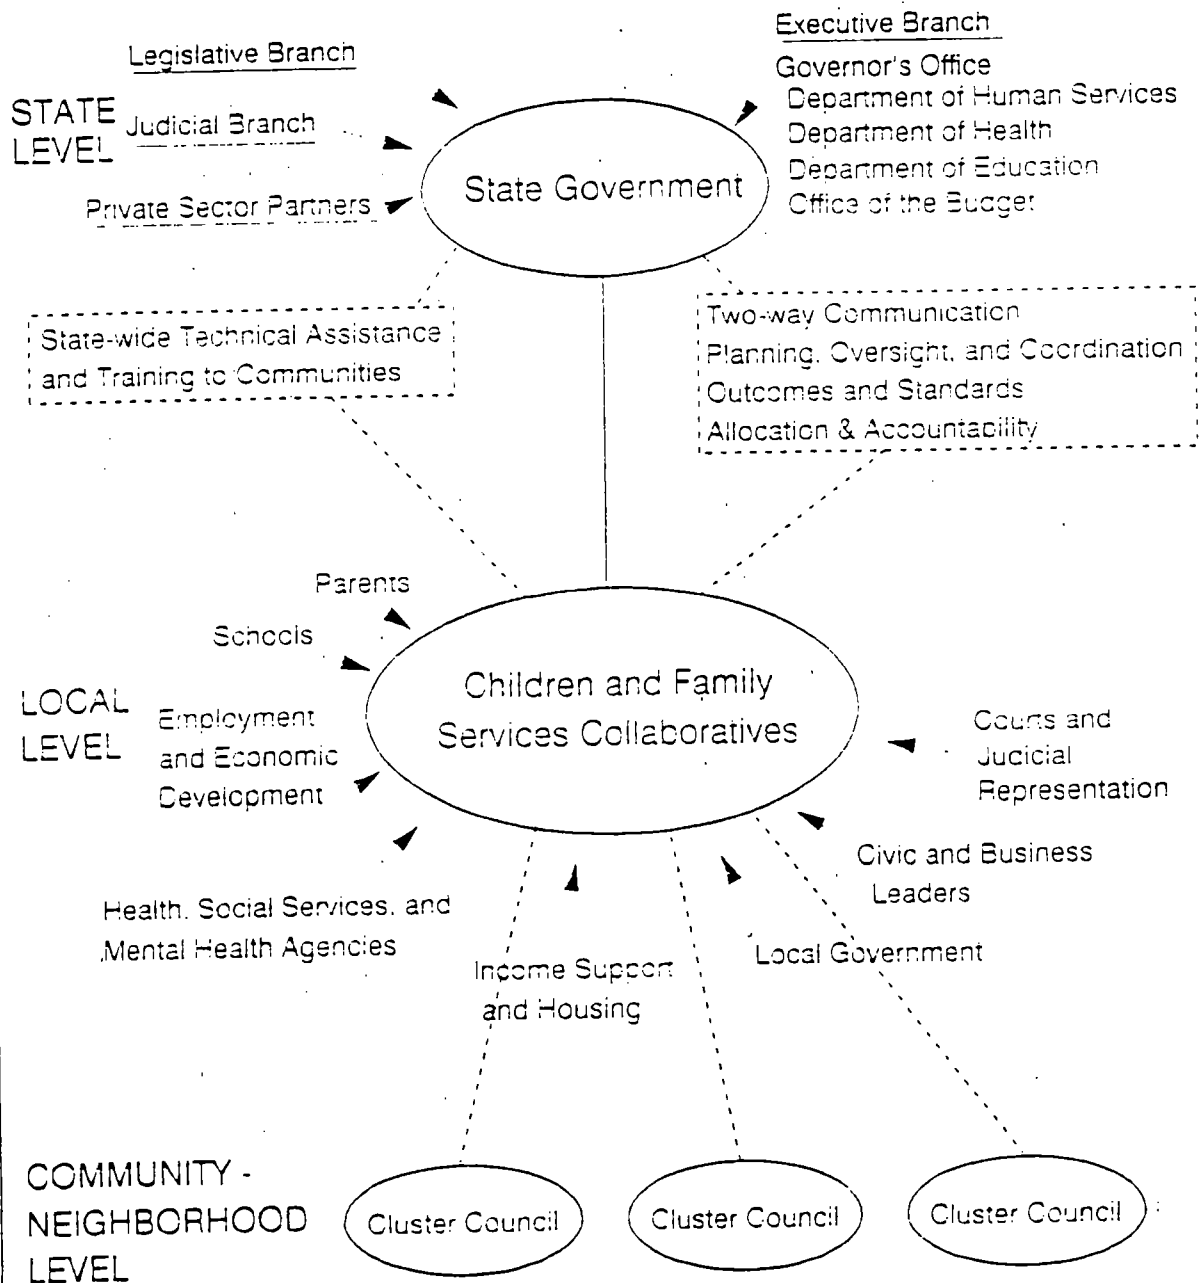 Legislative Branch
Executive Branch
Governor's Office
Department of Human Services
Department of Health
Department of Education
Office of the Budget
STATE
LEVEL
Judicial Branch
Private Sector Partners
State Government
State-wide Technical Assistance
and Training to Communities
Two-way Communication
Planning, Oversight, and Coordination
Outcomes and Standards
Allocation & Accountability
Parents
Schools
LOCAL
LEVEL
Employment
and Economic
Development
Children and Family
Services Collaboratives
Courts and
Judicial
Representation
Civic and Business
Leaders
Health, Social Services, and
Mental Health Agencies
Income Support
and Housing
Local Government
COMMUNITY -
NEIGHBORHOOD
LEVEL
Cluster Council
Cluster Council
Cluster Council